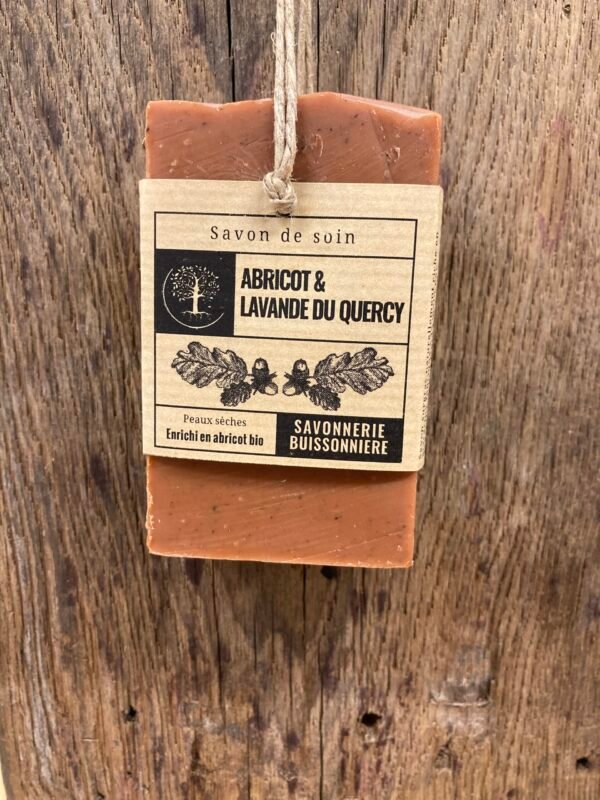 Savon de soin
ABRICOT &
LAVANDE DU QUERCY
Peaux sèches
Enrichi en abricot bio
SAVONNERIE
BUISSONNIERE